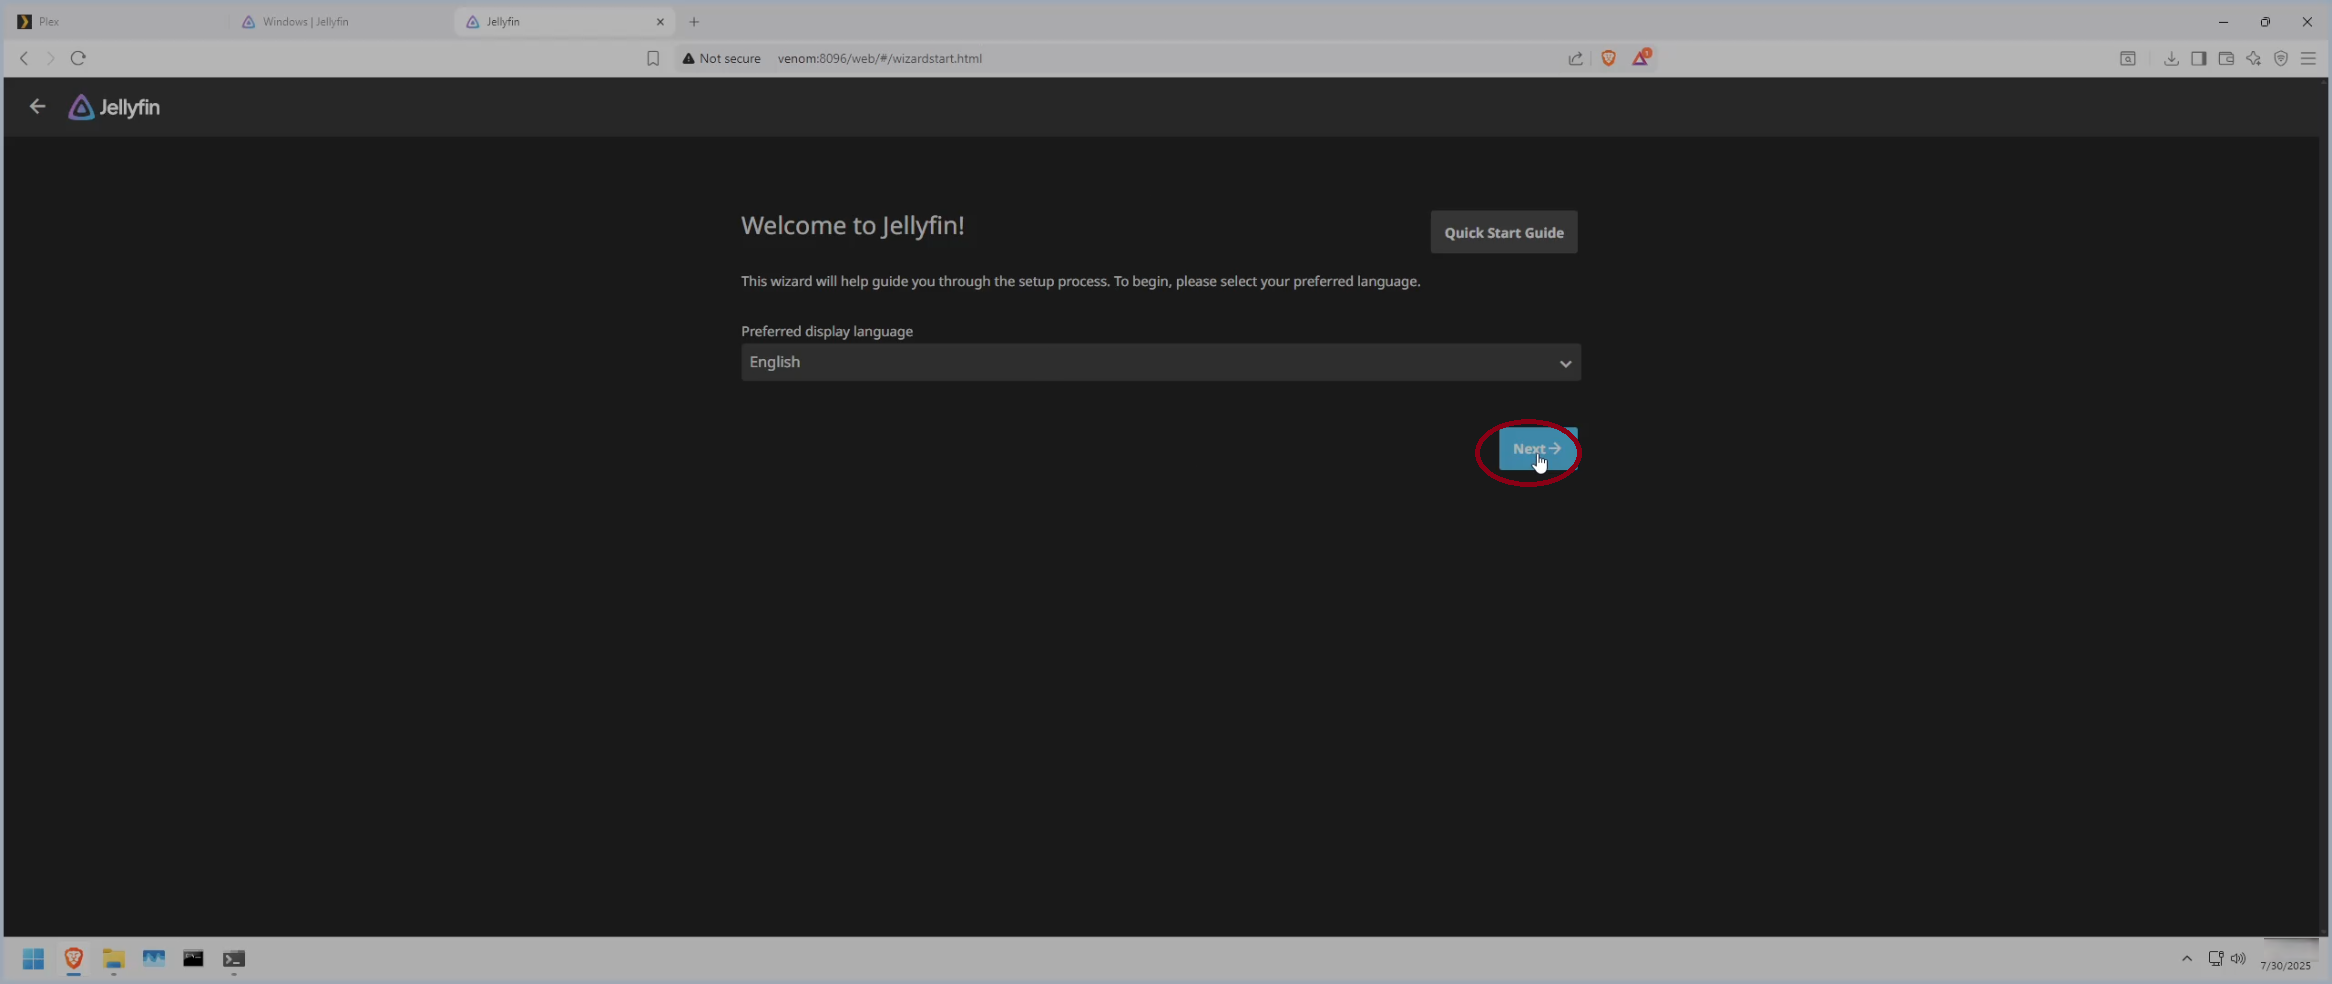 Plex
Windows | Jellyfin
Jellyfin
Not secure venom:8096/web/#/wizardstart.html
1
Jellyfin
Welcome to Jellyfin!
Quick Start Guide
This wizard will help guide you through the setup process. To begin, please select your preferred language.
Preferred display language
English
Next
7/30/2025